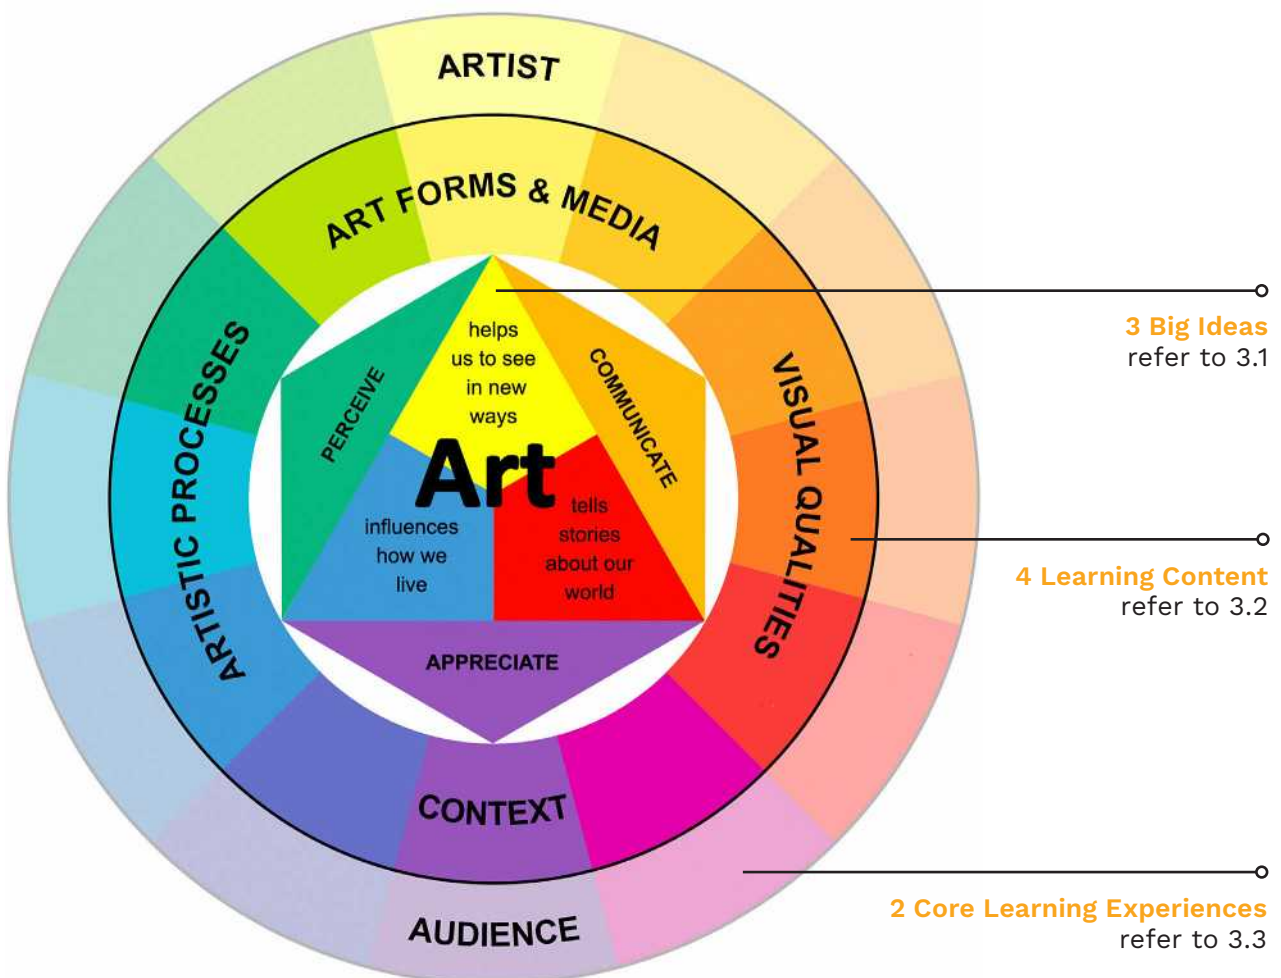 ARTIST
ART FORMS & MEDIA
ARTISTIC PROCESSES
VISUAL QUALITIES
CONTEXT
AUDIENCE
PERCEIVE
COMMUNICATE
APPRECIATE
Art
helps
us to see
in new
ways
influences
how we
live
tells
stories
about our
world
3 Big Ideas
refer to 3.1
4 Learning Content
refer to 3.2
2 Core Learning Experiences
refer to 3.3